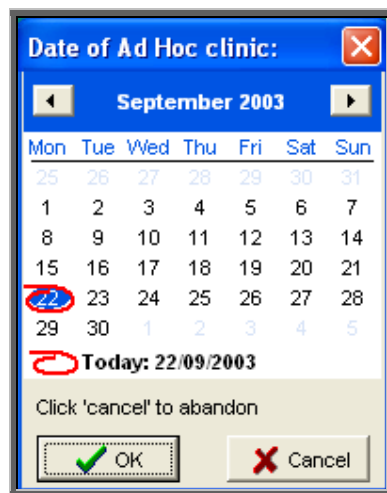 Date of Ad Hoc clinic:
September 2003
Mon Tue Wed Thu Fri Sat Sun
25 26 27 28 29 30 31
1 2 3 4 5 6 7
8 9 10 11 12 13 14
15 16 17 18 19 20 21
22 23 24 25 26 27 28
29 30 1 2 3 4 5
Today: 22/09/2003
Click 'cancel' to abandon
OK Cancel